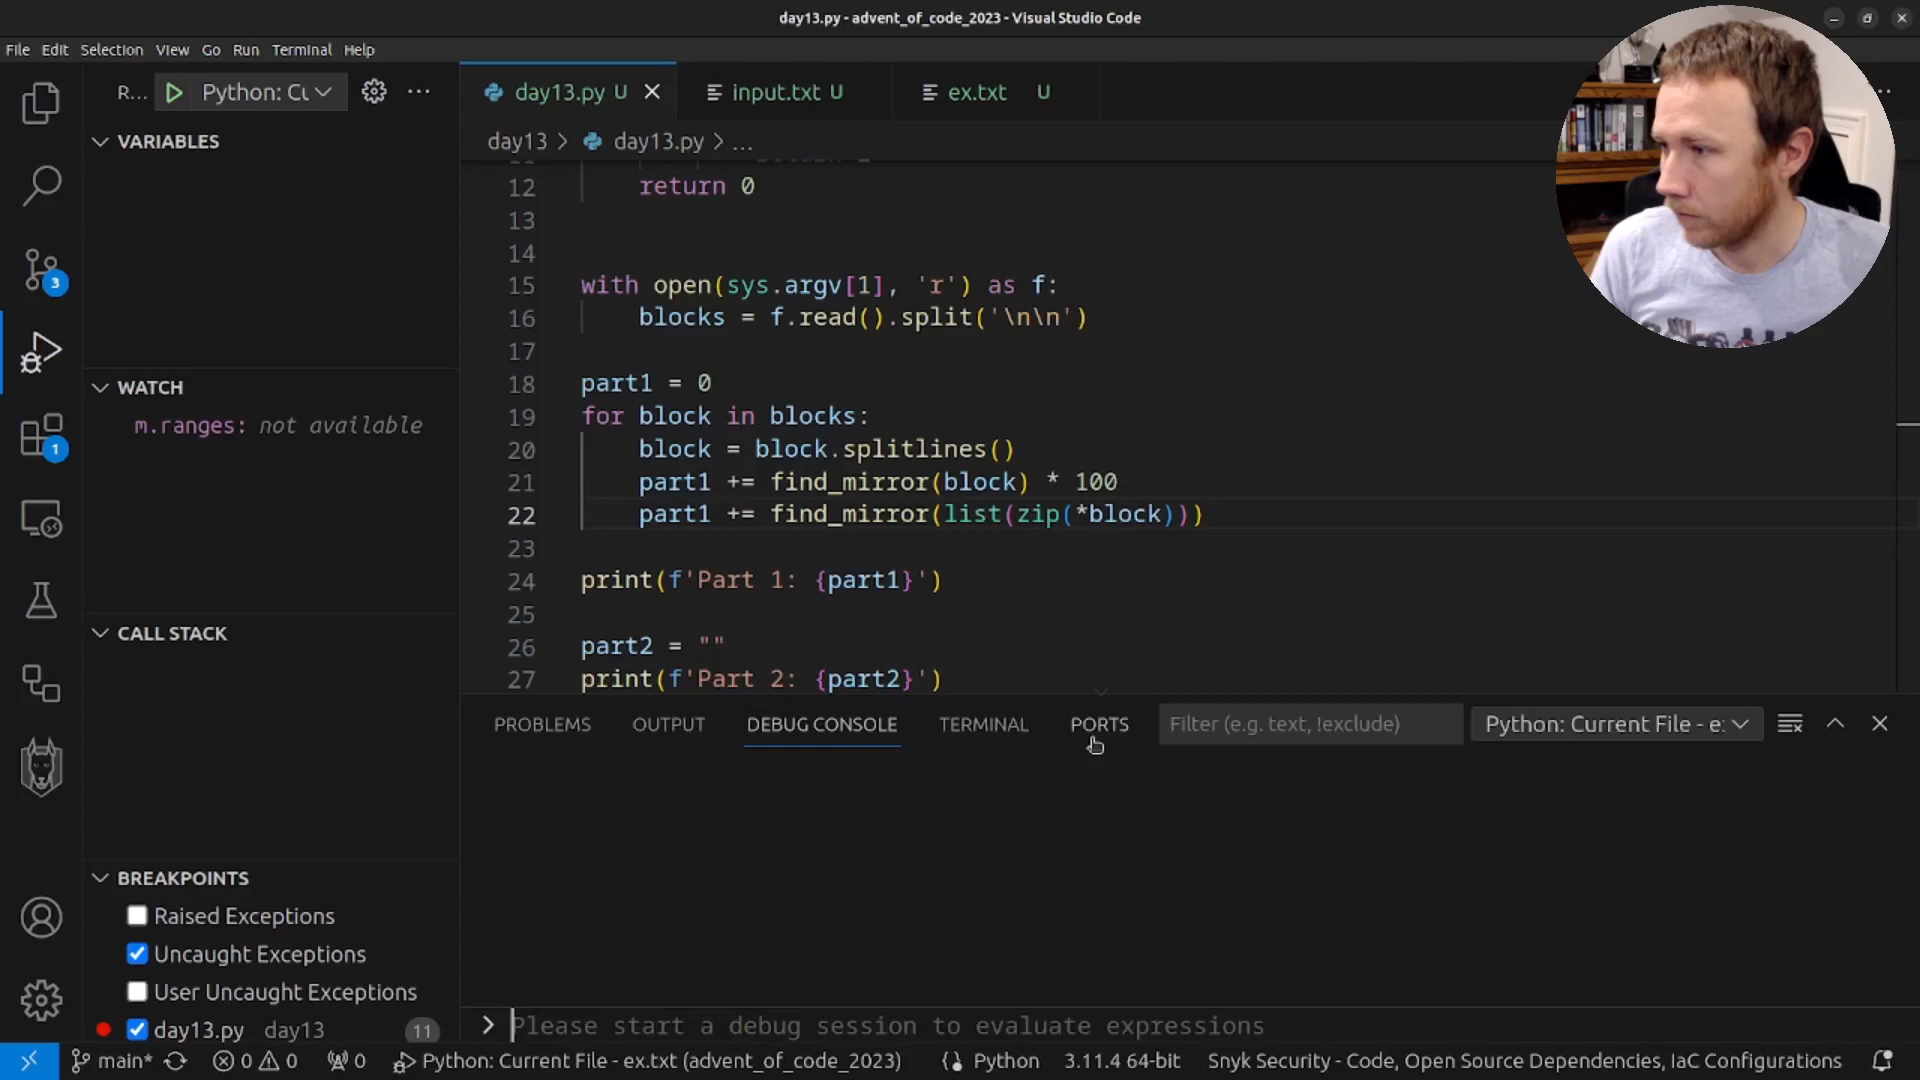 day13.py - advent_of_code_2023 - Visual Studio Code
File Edit Selection View Go Run Terminal Help
R... Python: Cu
day13.py U input.txt U ex.txt U
day13 > day13.py > ...
VARIABLES
WATCH
m.ranges: not available
CALL STACK
BREAKPOINTS
Raised Exceptions
Uncaught Exceptions
User Uncaught Exceptions
day13.py day13 11
3
1
12 return 0
13
14
15 with open(sys.argv[1], 'r') as f:
16 blocks = f.read().split('\n\n')
17
18 part1 = 0
19 for block in blocks:
20 block = block.splitlines()
21 part1 += find_mirror(block) * 100
22 part1 += find_mirror(list(zip(*block)))
23
24 print(f'Part 1: {part1}')
25
26 part2 = ""
27 print(f'Part 2: {part2}')
PROBLEMS OUTPUT DEBUG CONSOLE TERMINAL PORTS Filter (e.g. text, !exclude) Python: Current File - e:
> Please start a debug session to evaluate expressions
main* 0 0 0 Python: Current File - ex.txt (advent_of_code_2023) Python 3.11.4 64-bit Snyk Security - Code, Open Source Dependencies, IaC Configurations